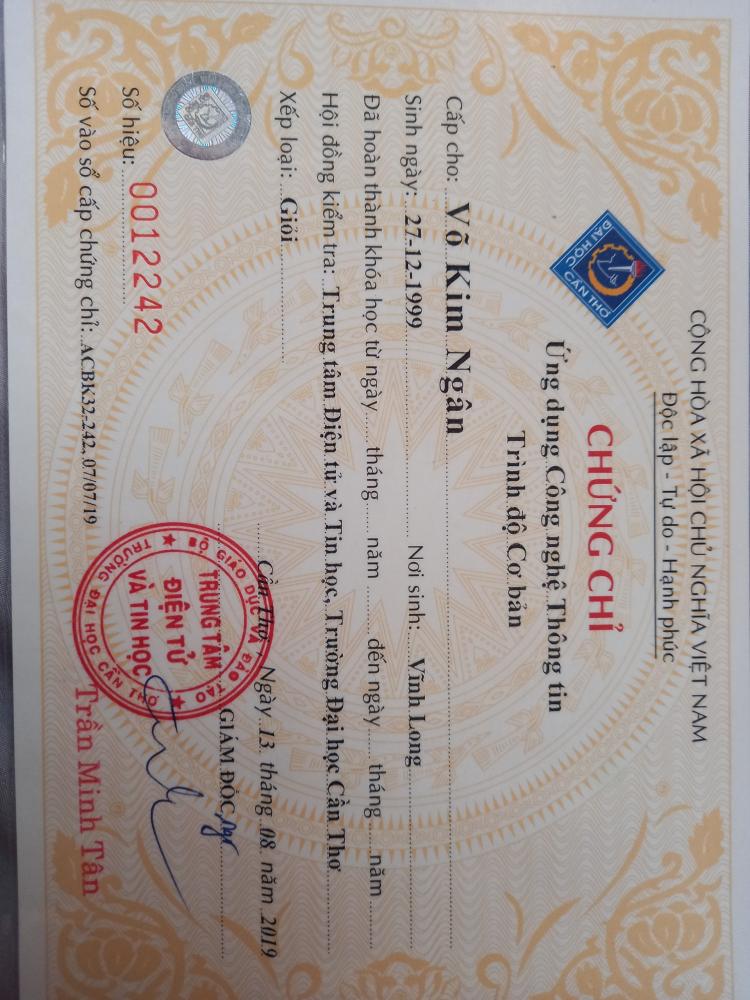 CỘNG HÒA XÃ HỘI CHỦ NGHĨA VIỆT NAM
Độc lập - Tự do - Hạnh phúc
ĐẠI HỌC CẦN THƠ
CHỨNG CHỈ
Ứng dụng Công nghệ Thông tin
Trình độ Cơ bản
Cấp cho: Võ Kim Ngân
Sinh ngày: 27-12-1999 Nơi sinh: Vĩnh Long
Đã hoàn thành khóa học từ ngày...... tháng...... năm...... đến ngày...... tháng...... năm......
Hội đồng kiểm tra: Trung tâm Điện tử và Tin học, Trường Đại học Cần Thơ
Xếp loại: Giỏi
Cần Thơ, Ngày 13 tháng 08 năm 2019
GIÁM ĐỐC
BỘ GIÁO DỤC VÀ ĐÀO TẠO
TRƯỜNG ĐẠI HỌC CẦN THƠ
TRUNG TÂM
ĐIỆN TỬ
VÀ TIN HỌC
Số hiệu: 0012242
Số vào sổ cấp chứng chỉ: ACBK32-242, 07/07/19
Trần Minh Tân